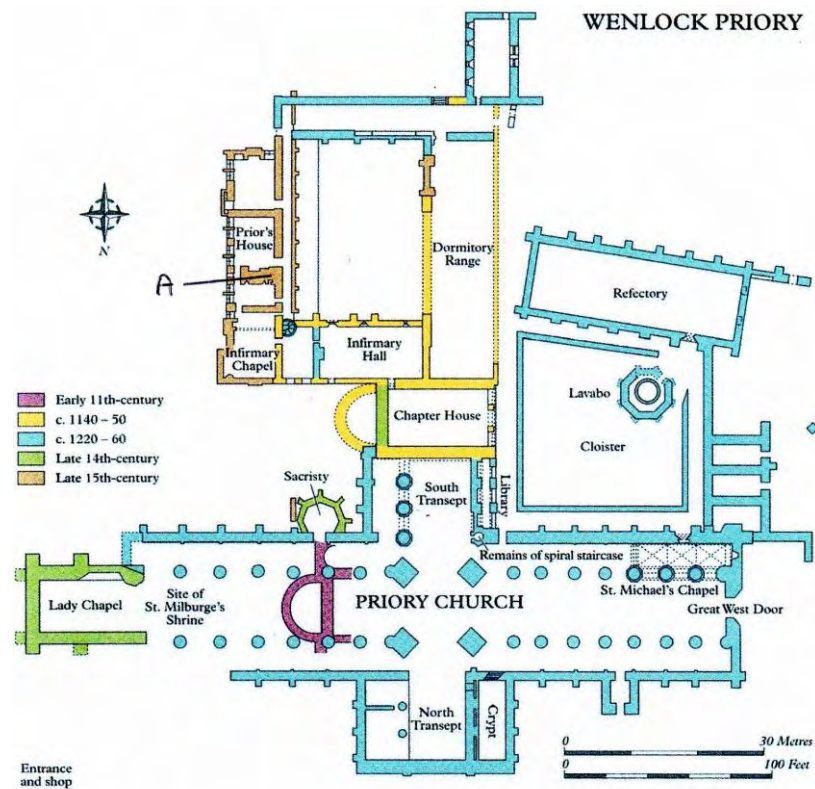 WENLOCK PRIORY
N
Prior's
House
A
Dormitory
Range
Refectory
Infirmary
Chapel
Infirmary
Hall
Lavabo
Cloister
Chapter House
Early 11th-century
c. 1140 – 50
c. 1220 – 60
Late 14th-century
Late 15th-century
Sacristy
South
Transept
Library
Remains of spiral staircase
Lady Chapel
Site of
St. Milburge's
Shrine
PRIORY CHURCH
St. Michael's Chapel
Great West Door
North
Transept
Crypt
0 30 Metres
0 100 Feet
Entrance
and shop